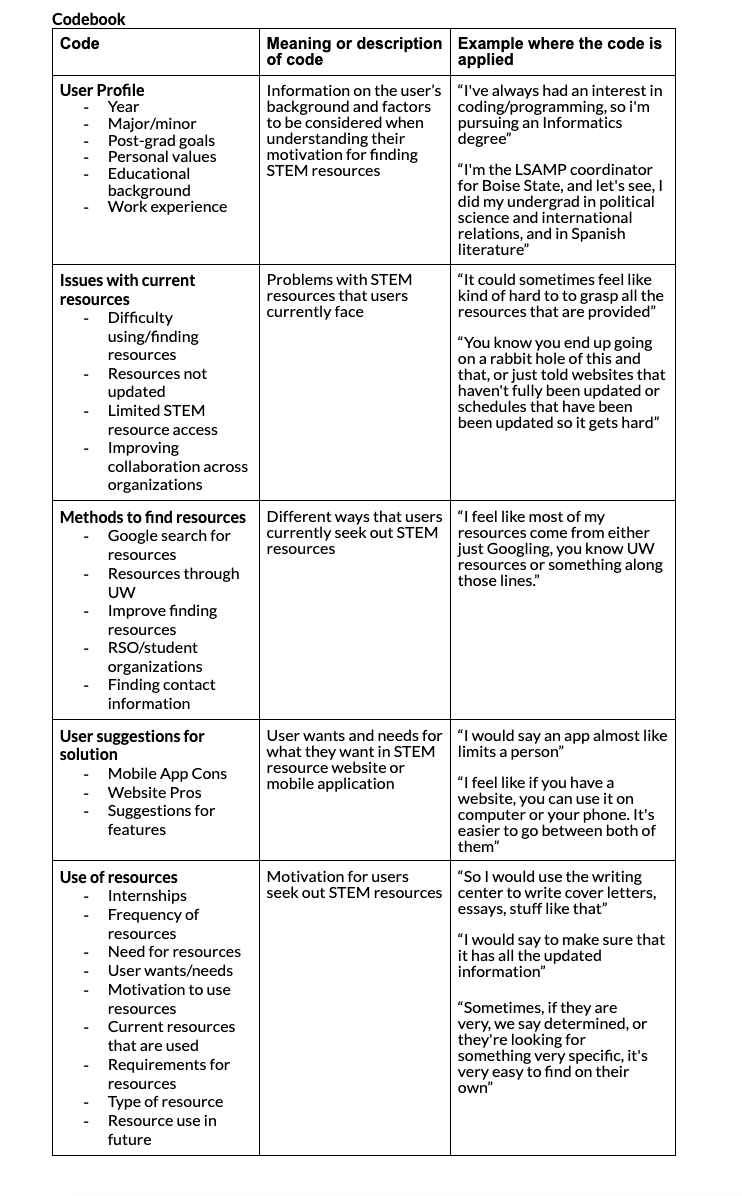 Codebook
Code
Meaning or description
of code
Example where the code is
applied
User Profile
- Year
- Major/minor
- Post-grad goals
- Personal values
- Educational
background
- Work experience
Information on the user's
background and factors
to be considered when
understanding their
motivation for finding
STEM resources
“I've always had an interest in
coding/programming, so i'm
pursuing an Informatics
degree”
“I'm the LSAMP coordinator
for Boise State, and let's see, I
did my undergrad in political
science and international
relations, and in Spanish
literature”
Issues with current
resources
- Difficulty
using/finding
resources
- Resources not
updated
- Limited STEM
resource access
- Improving
collaboration across
organizations
Problems with STEM
resources that users
currently face
“It could sometimes feel like
kind of hard to to grasp all the
resources that are provided”
“You know you end up going
on a rabbit hole of this and
that, or just told websites that
haven't fully been updated or
schedules that have been
been updated so it gets hard”
Methods to find resources
- Google search for
resources
- Resources through
UW
- Improve finding
resources
- RSO/student
organizations
- Finding contact
information
Different ways that users
currently seek out STEM
resources
“I feel like most of my
resources come from either
just Googling, you know UW
resources or something along
those lines.”
User suggestions for
solution
- Mobile App Cons
- Website Pros
- Suggestions for
features
User wants and needs for
what they want in STEM
resource website or
mobile application
“I would say an app almost like
limits a person”
“I feel like if you have a
website, you can use it on
computer or your phone. It's
easier to go between both of
them”
Use of resources
- Internships
- Frequency of
resources
- Need for resources
- User wants/needs
- Motivation to use
resources
- Current resources
that are used
- Requirements for
resources
- Type of resource
- Resource use in
future
Motivation for users
seek out STEM resources
“So I would use the writing
center to write cover letters,
essays, stuff like that”
“I would say to make sure that
it has all the updated
information”
“Sometimes, if they are
very, we say determined, or
they're looking for
something very specific, it's
very easy to find on their
own”